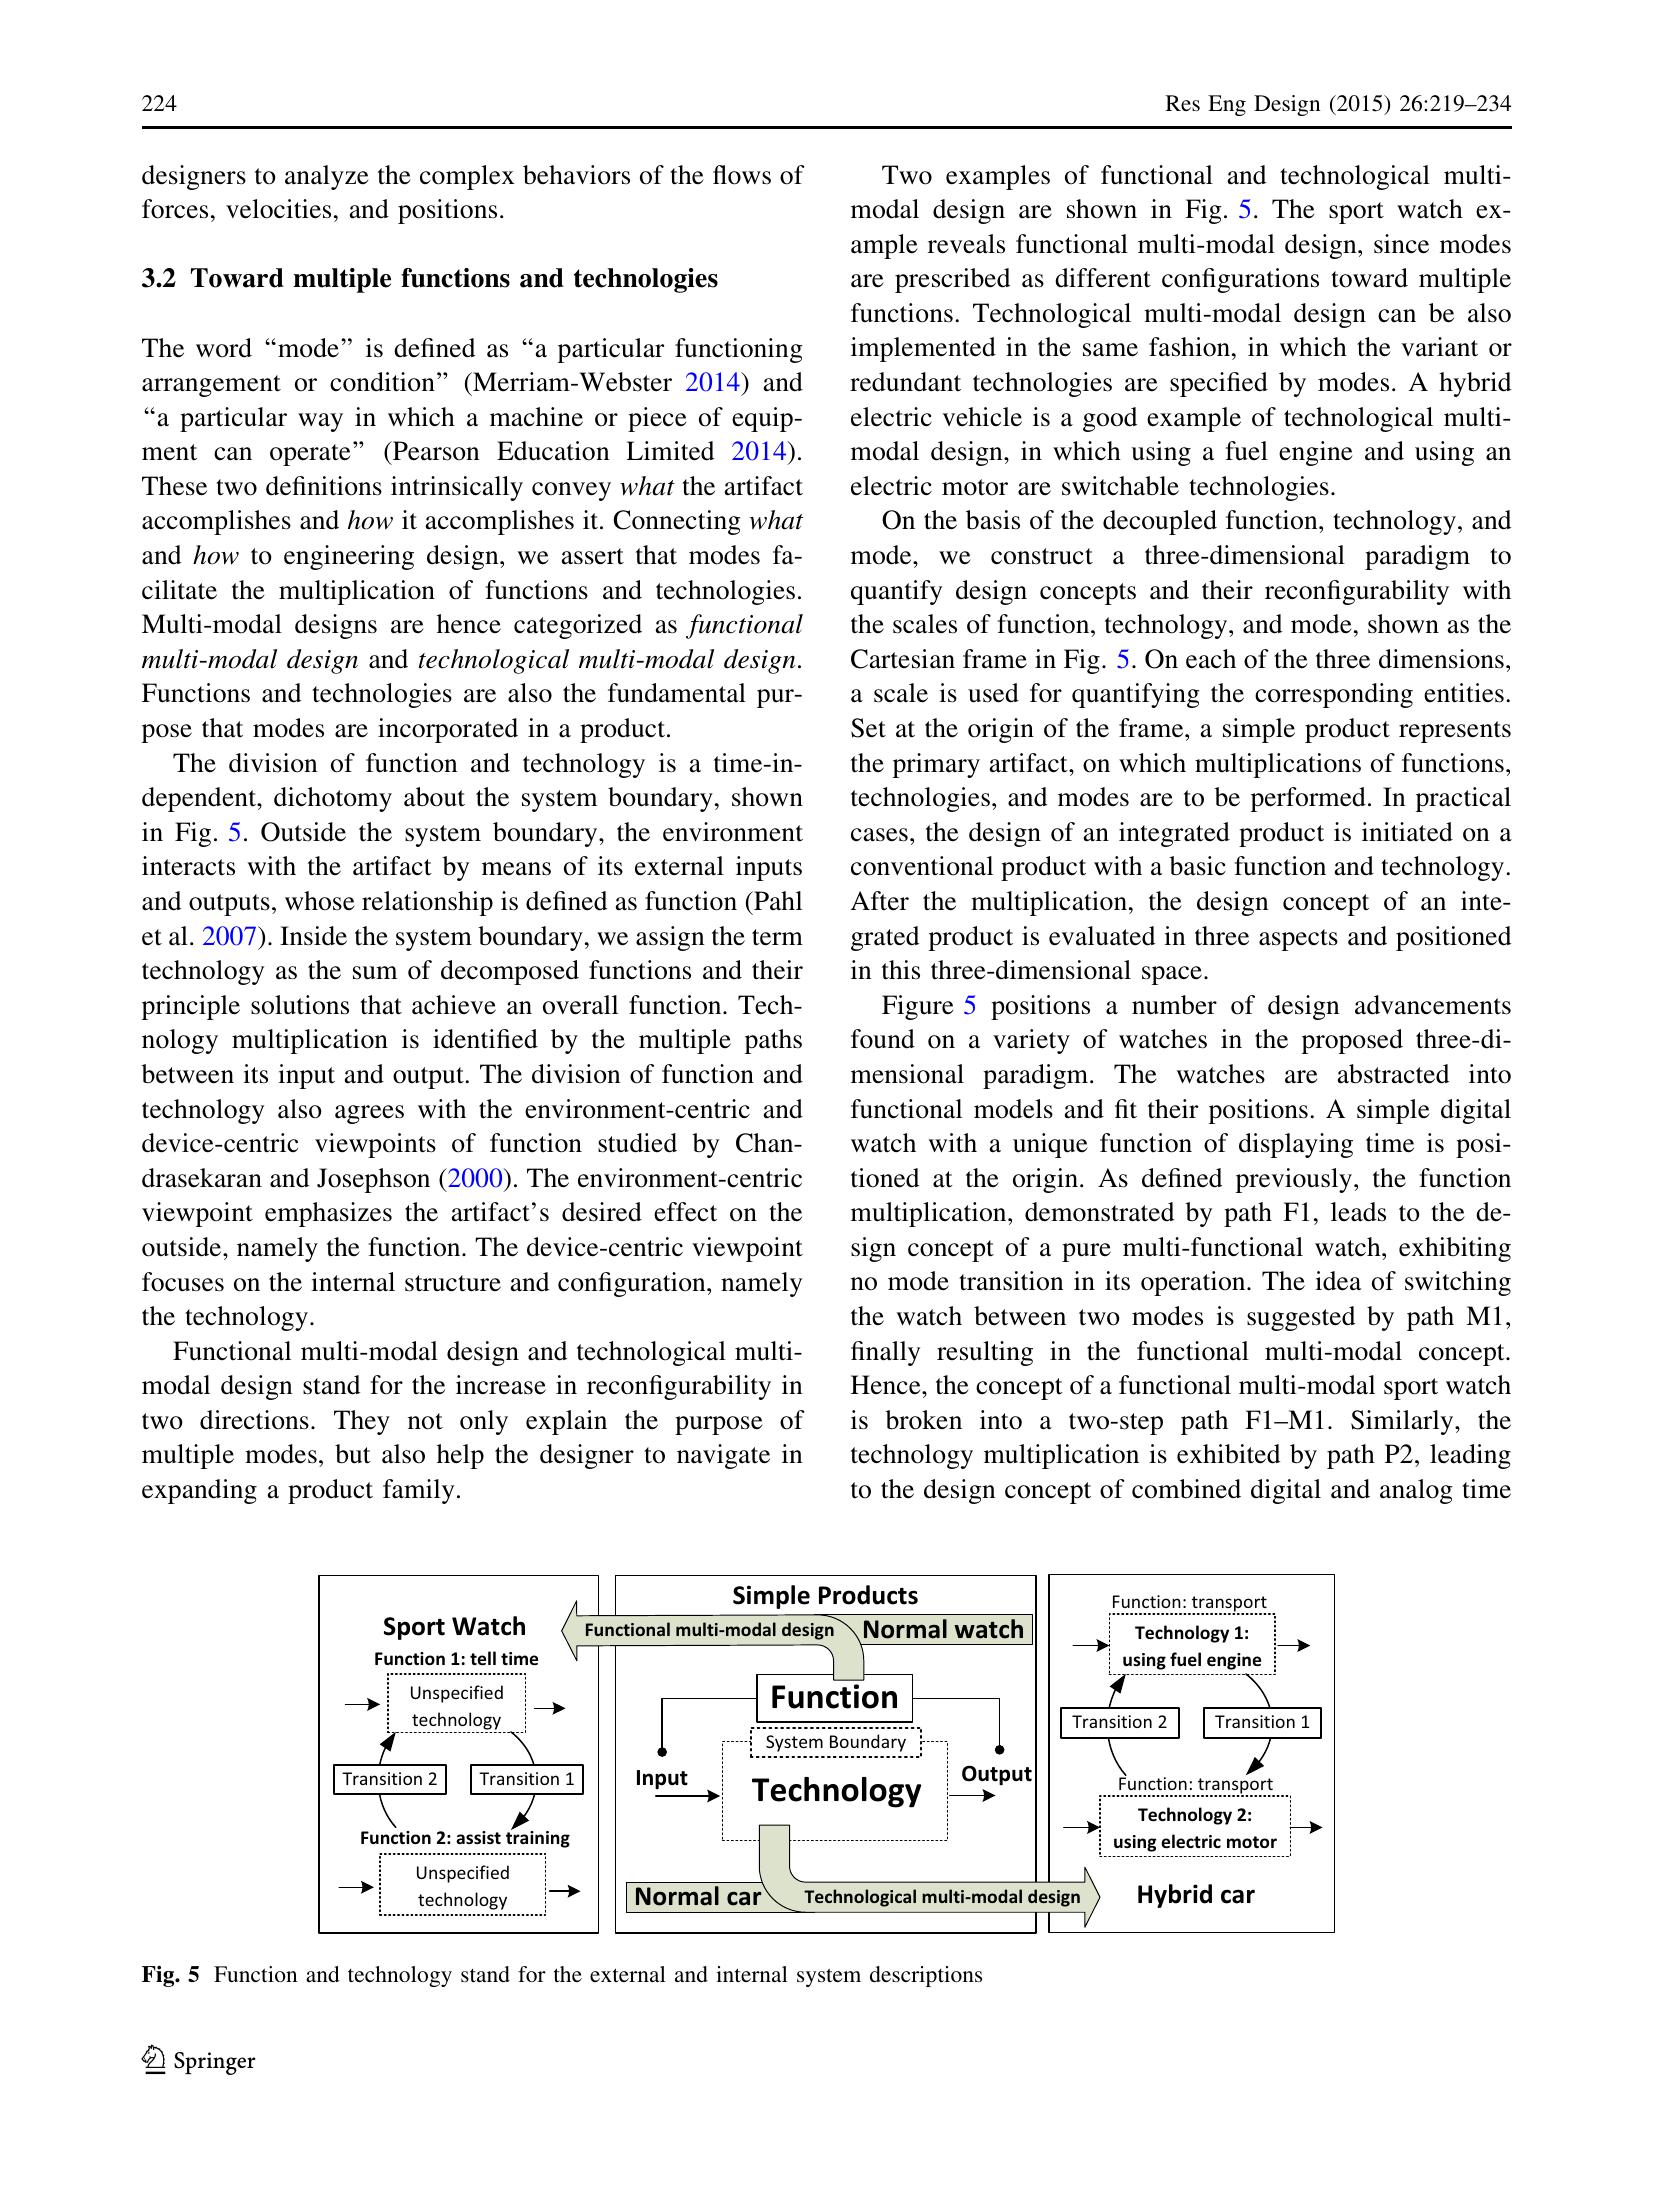 224
Res Eng Design (2015) 26:219–234
designers to analyze the complex behaviors of the flows of
forces, velocities, and positions.
3.2 Toward multiple functions and technologies
The word “mode” is defined as “a particular functioning
arrangement or condition” (Merriam-Webster 2014) and
“a particular way in which a machine or piece of equip-
ment can operate” (Pearson Education Limited 2014).
These two definitions intrinsically convey what the artifact
accomplishes and how it accomplishes it. Connecting what
and how to engineering design, we assert that modes fa-
cilitate the multiplication of functions and technologies.
Multi-modal designs are hence categorized as functional
multi-modal design and technological multi-modal design.
Functions and technologies are also the fundamental pur-
pose that modes are incorporated in a product.
The division of function and technology is a time-in-
dependent, dichotomy about the system boundary, shown
in Fig. 5. Outside the system boundary, the environment
interacts with the artifact by means of its external inputs
and outputs, whose relationship is defined as function (Pahl
et al. 2007). Inside the system boundary, we assign the term
technology as the sum of decomposed functions and their
principle solutions that achieve an overall function. Tech-
nology multiplication is identified by the multiple paths
between its input and output. The division of function and
technology also agrees with the environment-centric and
device-centric viewpoints of function studied by Chan-
drasekaran and Josephson (2000). The environment-centric
viewpoint emphasizes the artifact’s desired effect on the
outside, namely the function. The device-centric viewpoint
focuses on the internal structure and configuration, namely
the technology.
Functional multi-modal design and technological multi-
modal design stand for the increase in reconfigurability in
two directions. They not only explain the purpose of
multiple modes, but also help the designer to navigate in
expanding a product family.
Two examples of functional and technological multi-
modal design are shown in Fig. 5. The sport watch ex-
ample reveals functional multi-modal design, since modes
are prescribed as different configurations toward multiple
functions. Technological multi-modal design can be also
implemented in the same fashion, in which the variant or
redundant technologies are specified by modes. A hybrid
electric vehicle is a good example of technological multi-
modal design, in which using a fuel engine and using an
electric motor are switchable technologies.
On the basis of the decoupled function, technology, and
mode, we construct a three-dimensional paradigm to
quantify design concepts and their reconfigurability with
the scales of function, technology, and mode, shown as the
Cartesian frame in Fig. 5. On each of the three dimensions,
a scale is used for quantifying the corresponding entities.
Set at the origin of the frame, a simple product represents
the primary artifact, on which multiplications of functions,
technologies, and modes are to be performed. In practical
cases, the design of an integrated product is initiated on a
conventional product with a basic function and technology.
After the multiplication, the design concept of an inte-
grated product is evaluated in three aspects and positioned
in this three-dimensional space.
Figure 5 positions a number of design advancements
found on a variety of watches in the proposed three-di-
mensional paradigm. The watches are abstracted into
functional models and fit their positions. A simple digital
watch with a unique function of displaying time is posi-
tioned at the origin. As defined previously, the function
multiplication, demonstrated by path F1, leads to the de-
sign concept of a pure multi-functional watch, exhibiting
no mode transition in its operation. The idea of switching
the watch between two modes is suggested by path M1,
finally resulting in the functional multi-modal concept.
Hence, the concept of a functional multi-modal sport watch
is broken into a two-step path F1–M1. Similarly, the
technology multiplication is exhibited by path P2, leading
to the design concept of combined digital and analog time
Sport Watch
Function 1: tell time
Unspecified
technology
Transition 2
Transition 1
Function 2: assist training
Unspecified
technology
Simple Products
Functional multi-modal design
Normal watch
Function
System Boundary
Input
Technology
Output
Normal car
Technological multi-modal design
Function: transport
Technology 1:
using fuel engine
Transition 2
Transition 1
Function: transport
Technology 2:
using electric motor
Hybrid car
Fig. 5 Function and technology stand for the external and internal system descriptions
Springer